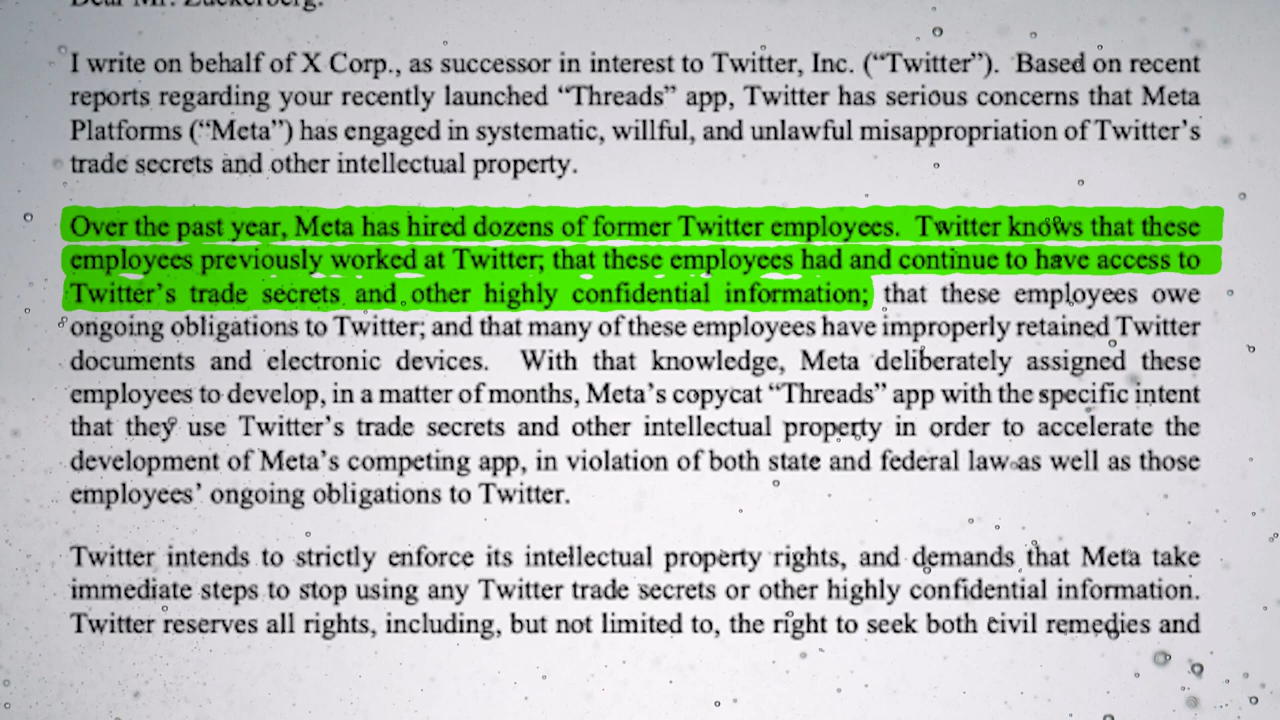 Dear Mr. Zuckerberg:
I write on behalf of X Corp., as successor in interest to Twitter, Inc. (“Twitter”). Based on recent
reports regarding your recently launched “Threads” app, Twitter has serious concerns that Meta
Platforms (“Meta”) has engaged in systematic, willful, and unlawful misappropriation of Twitter’s
trade secrets and other intellectual property.
Over the past year, Meta has hired dozens of former Twitter employees. Twitter knows that these
employees previously worked at Twitter; that these employees had and continue to have access to
Twitter’s trade secrets and other highly confidential information; that these employees owe
ongoing obligations to Twitter; and that many of these employees have improperly retained Twitter
documents and electronic devices. With that knowledge, Meta deliberately assigned these
employees to develop, in a matter of months, Meta’s copycat “Threads” app with the specific intent
that they use Twitter’s trade secrets and other intellectual property in order to accelerate the
development of Meta’s competing app, in violation of both state and federal law as well as those
employees’ ongoing obligations to Twitter.
Twitter intends to strictly enforce its intellectual property rights, and demands that Meta take
immediate steps to stop using any Twitter trade secrets or other highly confidential information.
Twitter reserves all rights, including, but not limited to, the right to seek both civil remedies and